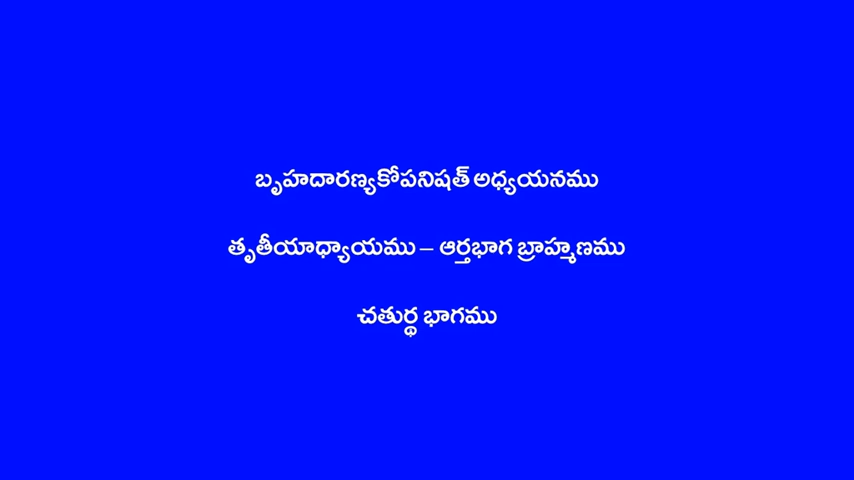 బృహదారణ్యకోపనిషత్ అధ్యయనము
తృతీయాధ్యాయము – ఆర్తభాగ బ్రాహ్మణము
చతుర్థ భాగము